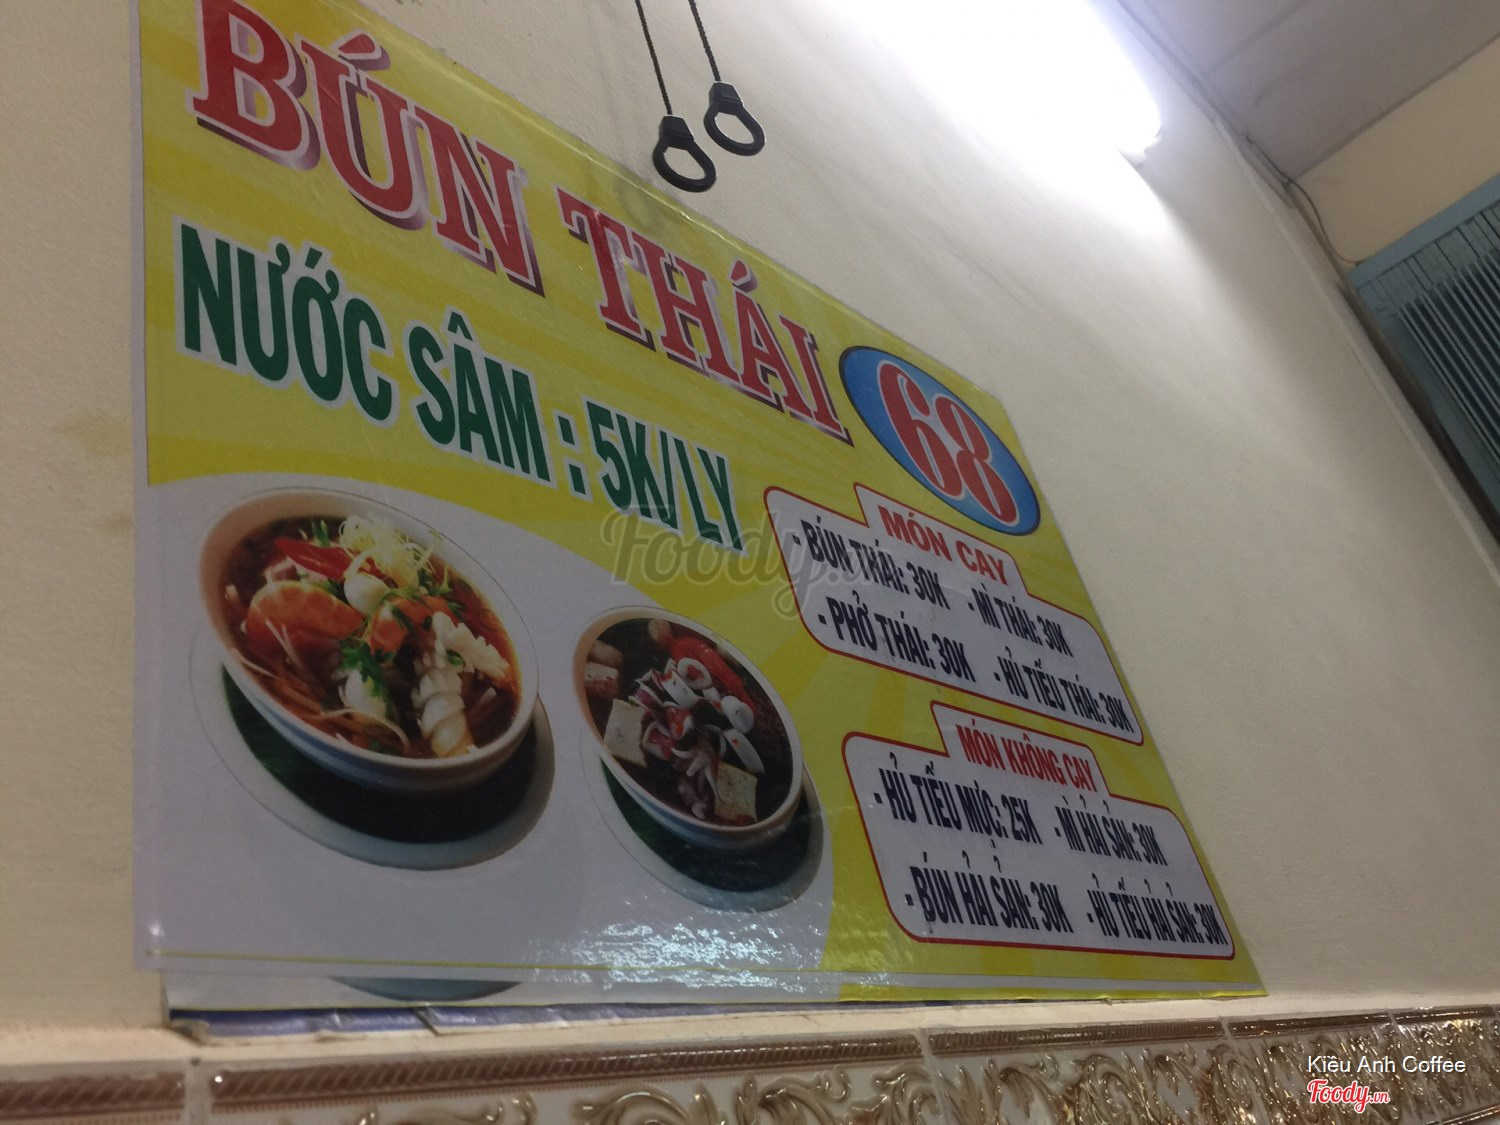 BÚN THÁI 68
NƯỚC SÂM : 5K/LY
MÓN CAY
- BÚN THÁI: 30K - MÌ THÁI: 30K
- PHỞ THÁI: 30K - HỦ TIẾU THÁI: 30K
MÓN KHÔNG CAY
- HỦ TIẾU MỰC: 25K - MÌ HẢI SẢN: 30K
- BÚN HẢI SẢN: 30K - HỦ TIẾU HẢI SẢN: 30K
Foody.vn
Kiều Anh Coffee
Foody.vn